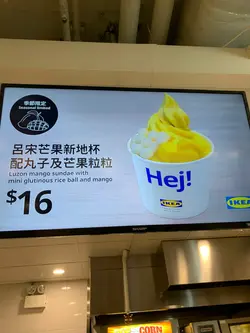 季節限定
Seasonal limited
呂宋芒果新地杯
配丸子及芒果粒粒
Luzon mango sundae with
mini glutinous rice ball and mango
$16
Hej!
IKEA
IKEA
CORN